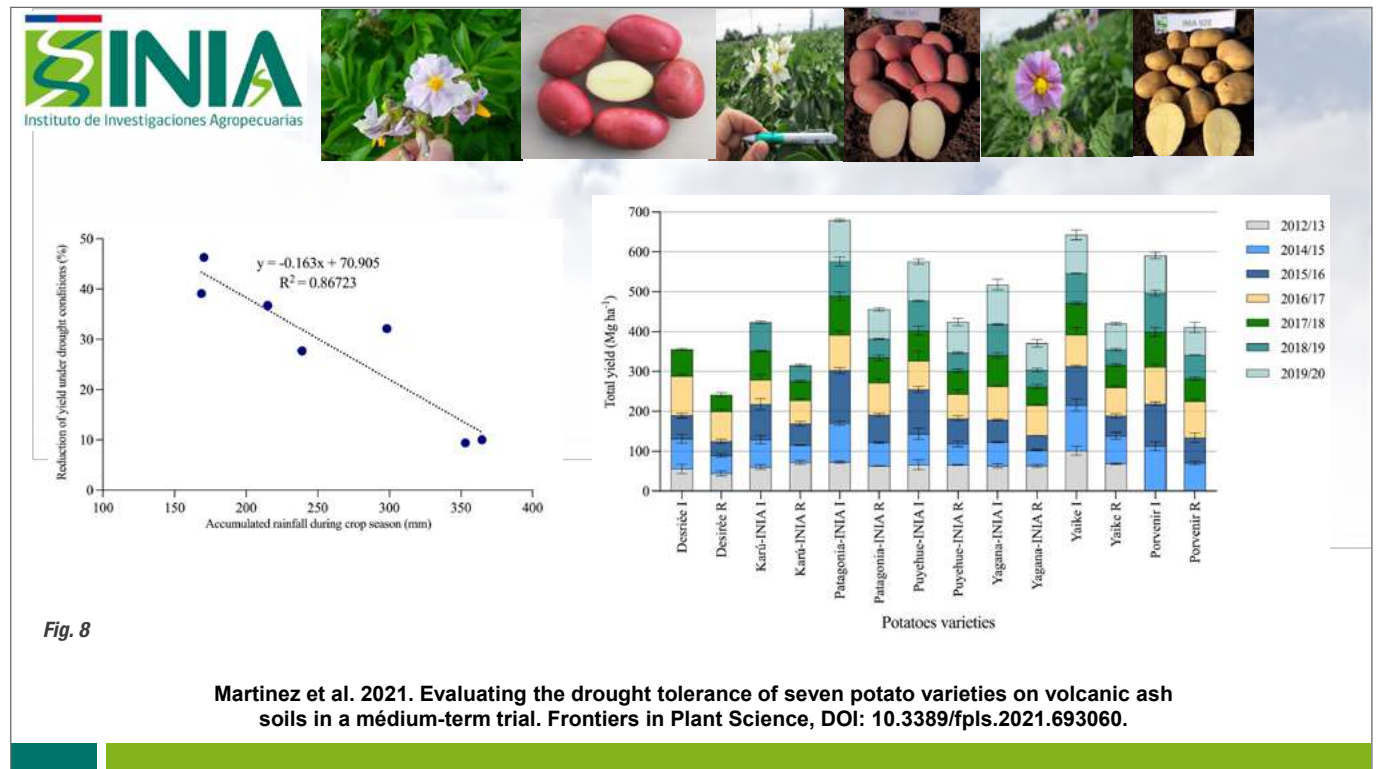 INIA
Instituto de Investigaciones Agropecuarias
INIA 020
Reduction of yield under drought conditions (%)
50
40
30
20
10
0
y = -0.163x + 70.905
R² = 0.86723
100 150 200 250 300 350 400
Accumulated rainfall during crop season (mm)
Total yield (Mg ha⁻¹)
700
600
500
400
300
200
100
0
2012/13
2014/15
2015/16
2016/17
2017/18
2018/19
2019/20
Desriée I
Desirée R
Karú-INIA I
Karú-INIA R
Patagonia-INIA I
Patagonia-INIA R
Puyehue-INIA I
Puyehue-INIA R
Yagana-INIA I
Yagana-INIA R
Yaike I
Yaike R
Porvenir I
Porvenir R
Potatoes varieties
Fig. 8
Martinez et al. 2021. Evaluating the drought tolerance of seven potato varieties on volcanic ash
soils in a médium-term trial. Frontiers in Plant Science, DOI: 10.3389/fpls.2021.693060.